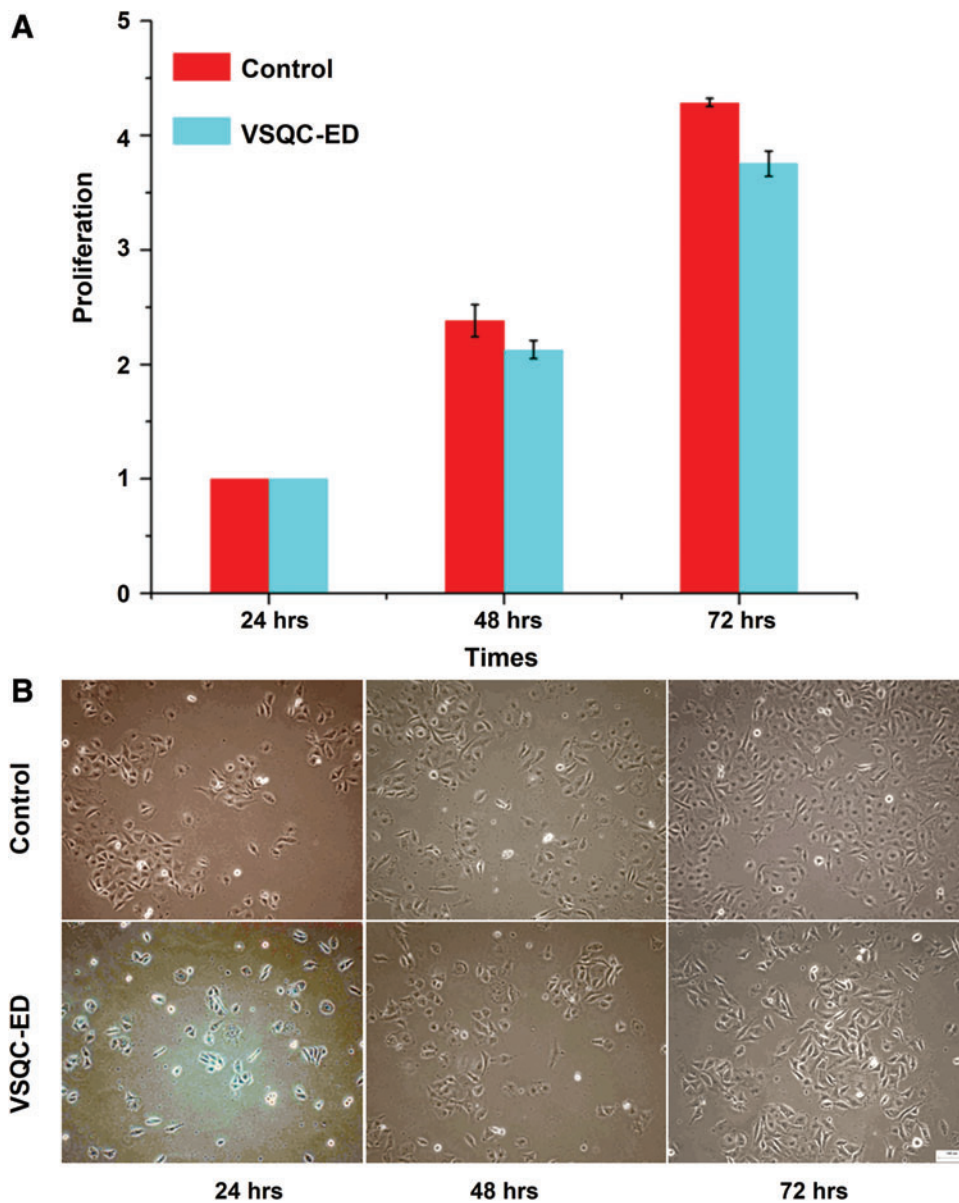 A
5
4
3
2
1
0
Proliferation
Control
VSQC-ED
24 hrs
48 hrs
72 hrs
Times
B
Control
VSQC-ED
24 hrs
48 hrs
72 hrs